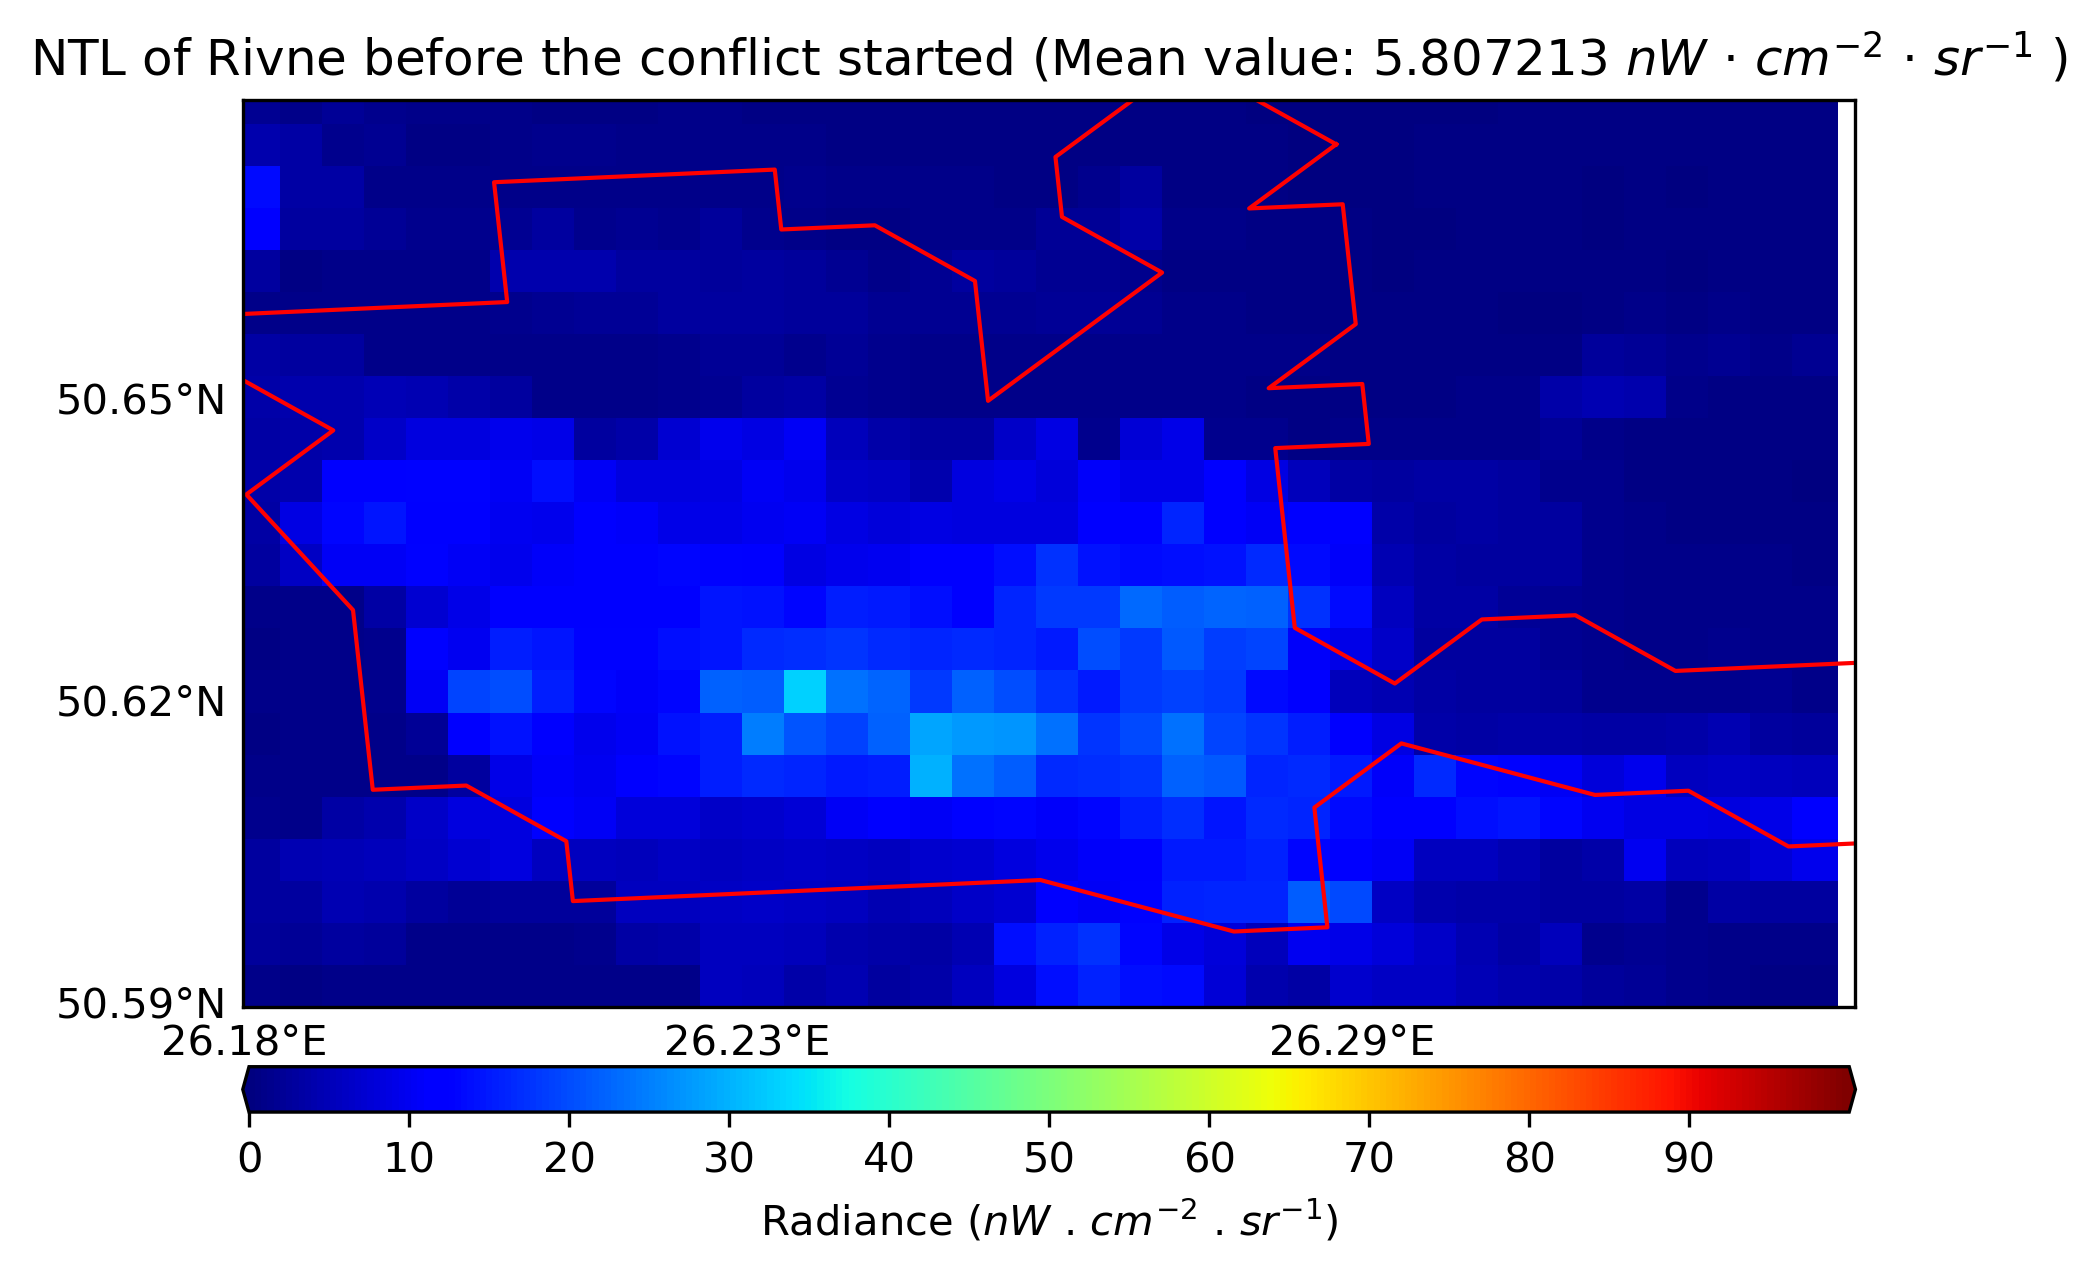 NTL of Rivne before the conflict started (Mean value: 5.807213 nW · cm⁻² · sr⁻¹ )
50.65°N
50.62°N
50.59°N
26.18°E 26.23°E 26.29°E
0 10 20 30 40 50 60 70 80 90
Radiance (nW . cm⁻² . sr⁻¹)